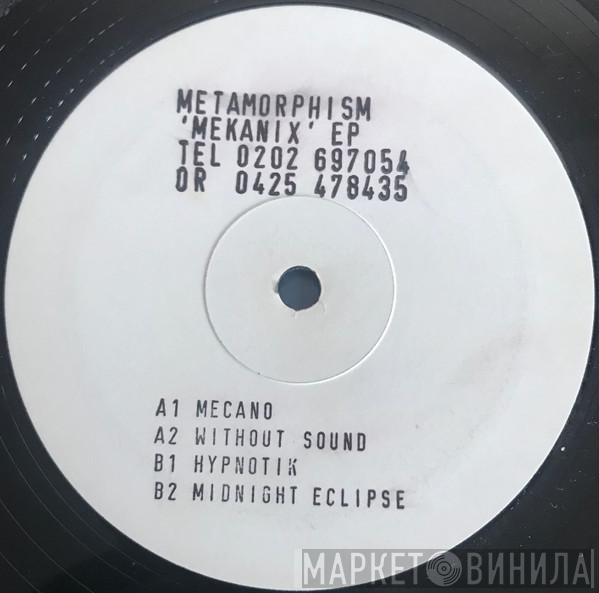 METAMORPHISM
'MEKANIX' EP
TEL 0202 697054
OR 0425 478435
A1 MECANO
A2 WITHOUT SOUND
B1 HYPNOTIK
B2 MIDNIGHT ECLIPSE
МАРКЕТ ВИНИЛА